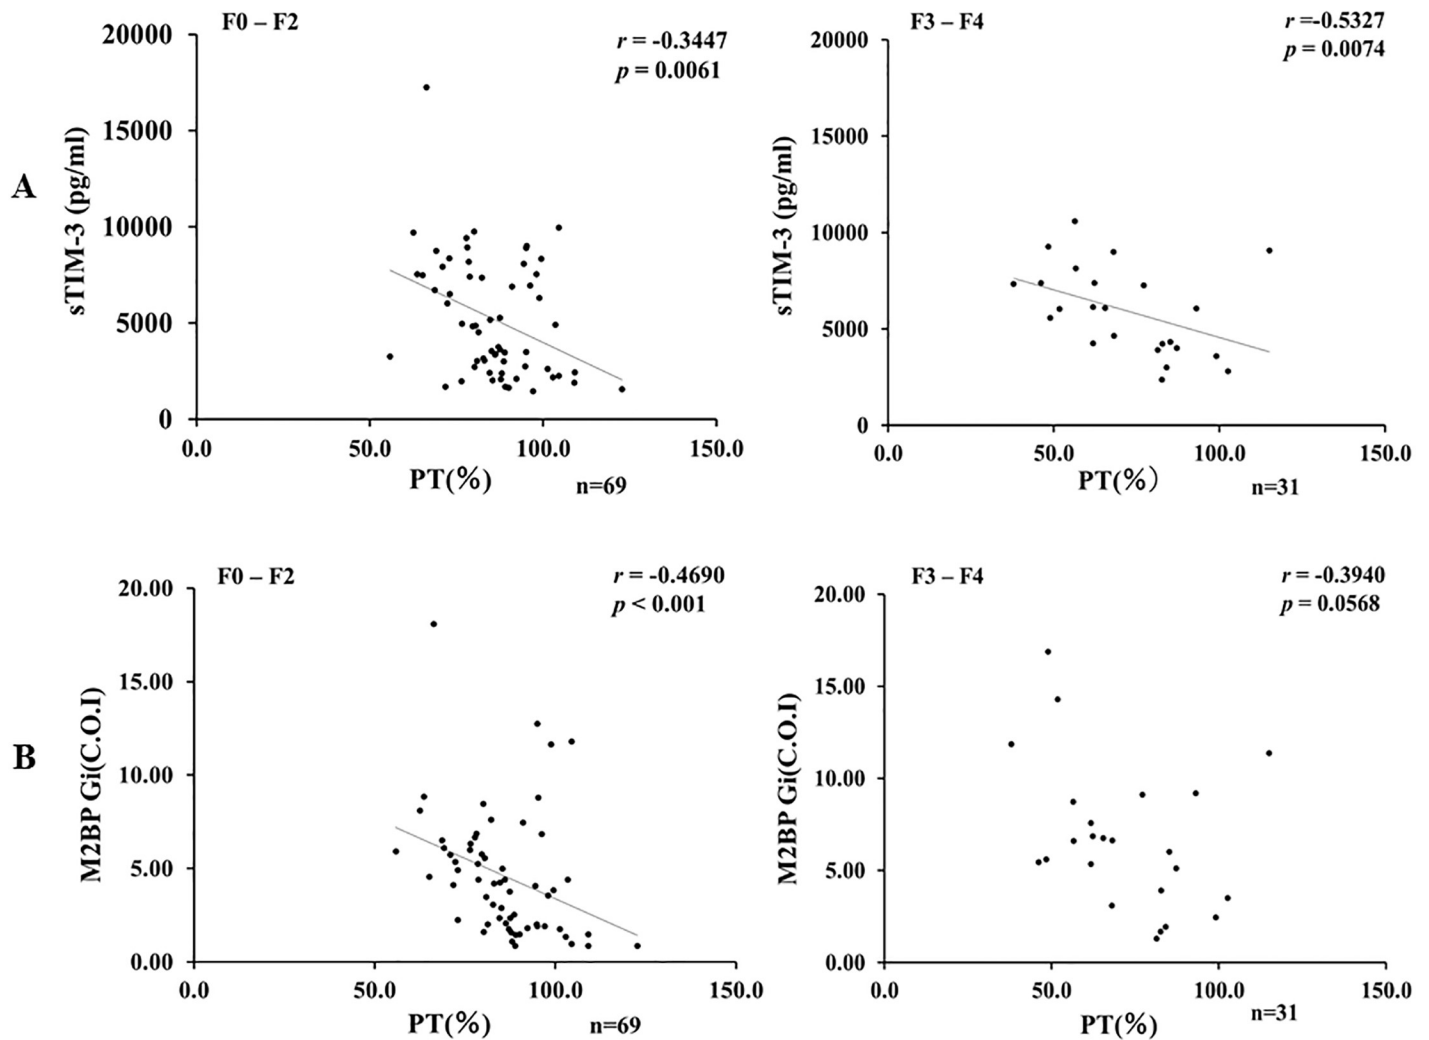 A
F0 – F2
r = -0.3447
p = 0.0061
sTIM-3 (pg/ml)
20000
15000
10000
5000
0
0.0 50.0 100.0 150.0
PT(%)
n=69
F3 – F4
r =-0.5327
p = 0.0074
sTIM-3 (pg/ml)
20000
15000
10000
5000
0
0.0 50.0 100.0 150.0
PT(%)
n=31
B
F0 – F2
r = -0.4690
p < 0.001
M2BP Gi(C.O.I)
20.00
15.00
10.00
5.00
0.00
0.0 50.0 100.0 150.0
PT(%)
n=69
F3 – F4
r = -0.3940
p = 0.0568
M2BP Gi(C.O.I)
20.00
15.00
10.00
5.00
0.00
0.0 50.0 100.0 150.0
PT(%)
n=31